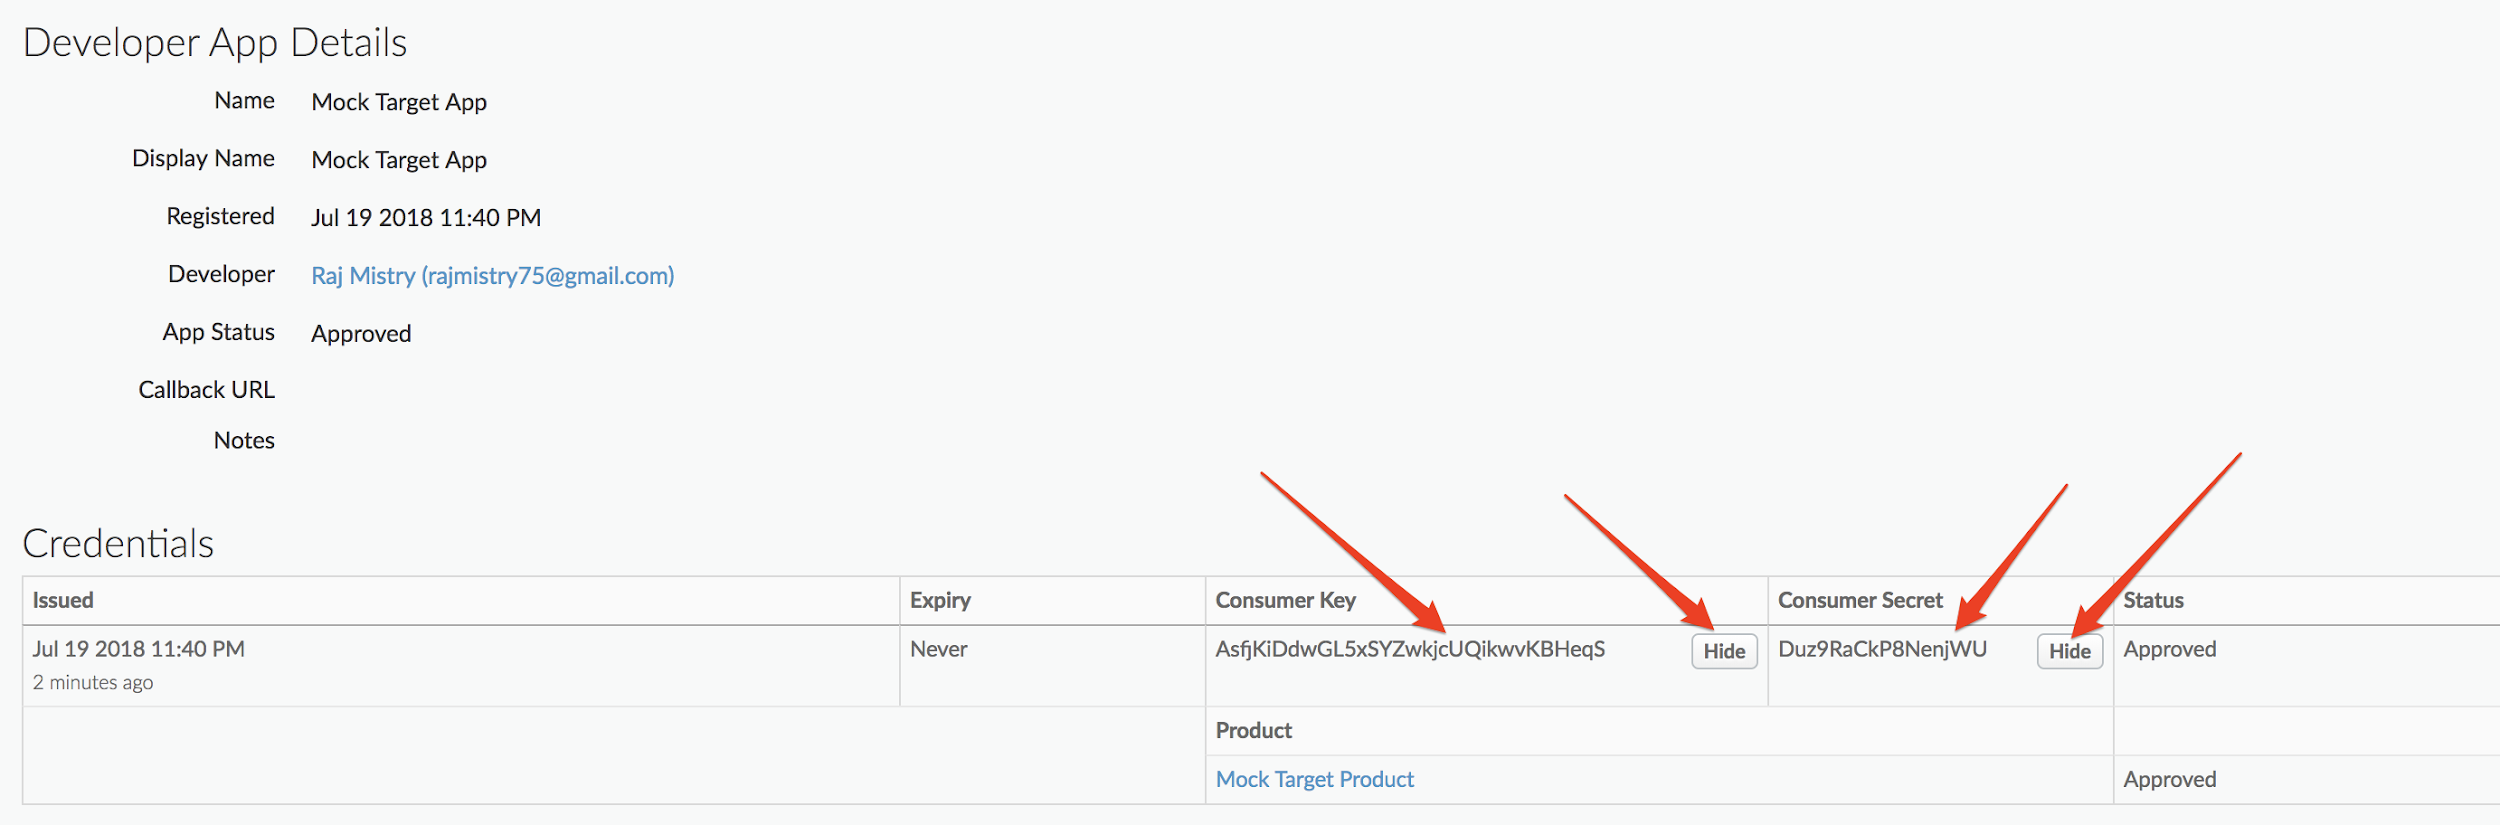 Developer App Details
Name Mock Target App
Display Name Mock Target App
Registered Jul 19 2018 11:40 PM
Developer Raj Mistry (rajmistry75@gmail.com)
App Status Approved
Callback URL
Notes
Credentials
Issued Expiry Consumer Key Consumer Secret Status
Jul 19 2018 11:40 PM Never AsfjKiDdwGL5xSYZwkjcUQikwvKBHeqS Hide Duz9RaCkP8NenjWU Hide Approved
2 minutes ago
Product
Mock Target Product Approved